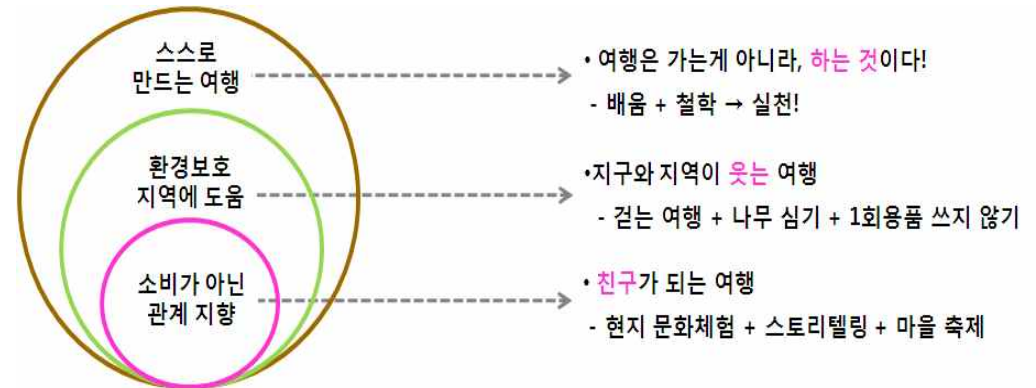 스스로
만드는 여행
• 여행은 가는게 아니라, 하는 것이다!
- 배움 + 철학 → 실천!
환경보호
지역에 도움
•지구와 지역이 웃는 여행
- 걷는 여행 + 나무 심기 + 1회용품 쓰지 않기
소비가 아닌
관계 지향
• 친구가 되는 여행
- 현지 문화체험 + 스토리텔링 + 마을 축제